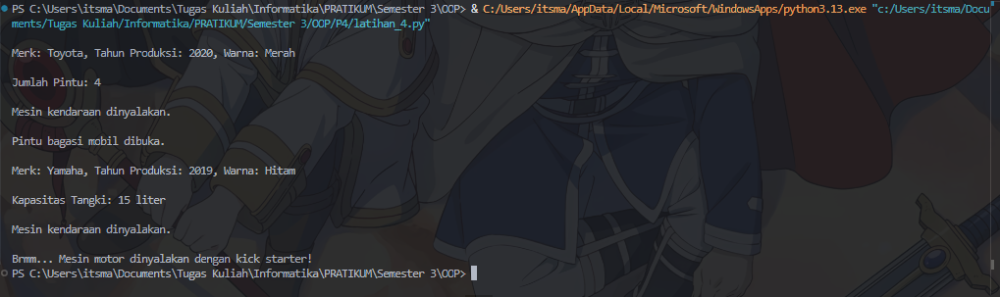 PS C:\Users\itsma\Documents\Tugas Kuliah\Informatika\PRATIKUM\Semester 3\OOP> & C:/Users/itsma/AppData/Local/Microsoft/WindowsApps/python3.13.exe "c:/Users/itsma/Docu
ments/Tugas Kuliah/Informatika/PRATIKUM/Semester 3/OOP/P4/latihan_4.py"
Merk: Toyota, Tahun Produksi: 2020, Warna: Merah
Jumlah Pintu: 4
Mesin kendaraan dinyalakan.
Pintu bagasi mobil dibuka.
Merk: Yamaha, Tahun Produksi: 2019, Warna: Hitam
Kapasitas Tangki: 15 liter
Mesin kendaraan dinyalakan.
Brmm... Mesin motor dinyalakan dengan kick starter!
PS C:\Users\itsma\Documents\Tugas Kuliah\Informatika\PRATIKUM\Semester 3\OOP>